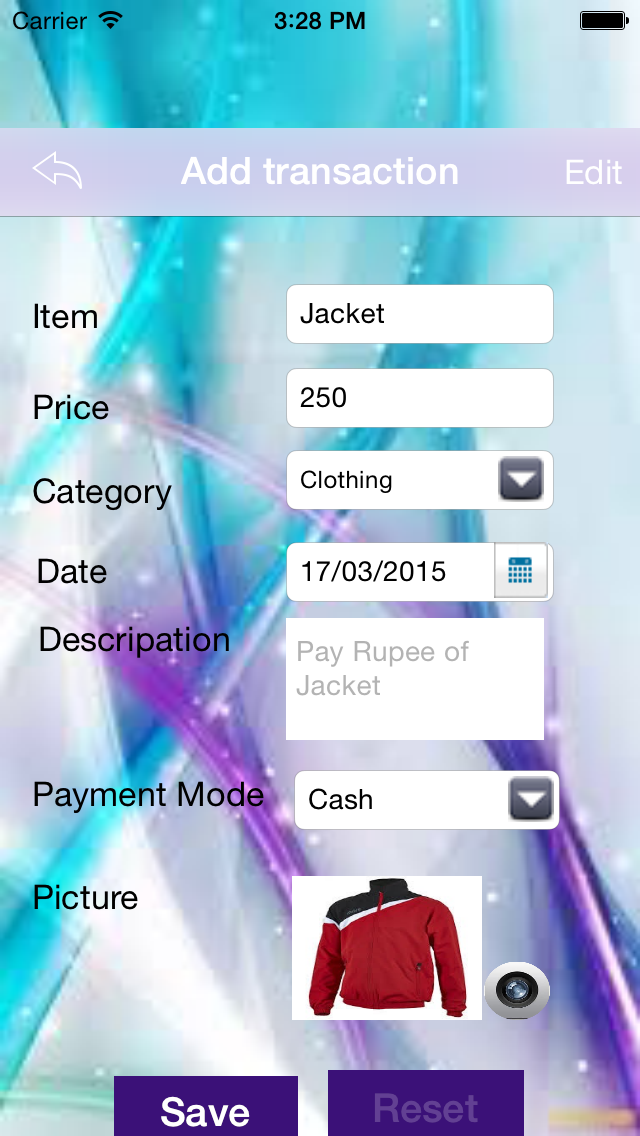 Carrier 3:28 PM
Add transaction Edit
Item Jacket
Price 250
Category Clothing
Date 17/03/2015
Descripation Pay Rupee of
Jacket
Payment Mode Cash
Picture
Save Reset